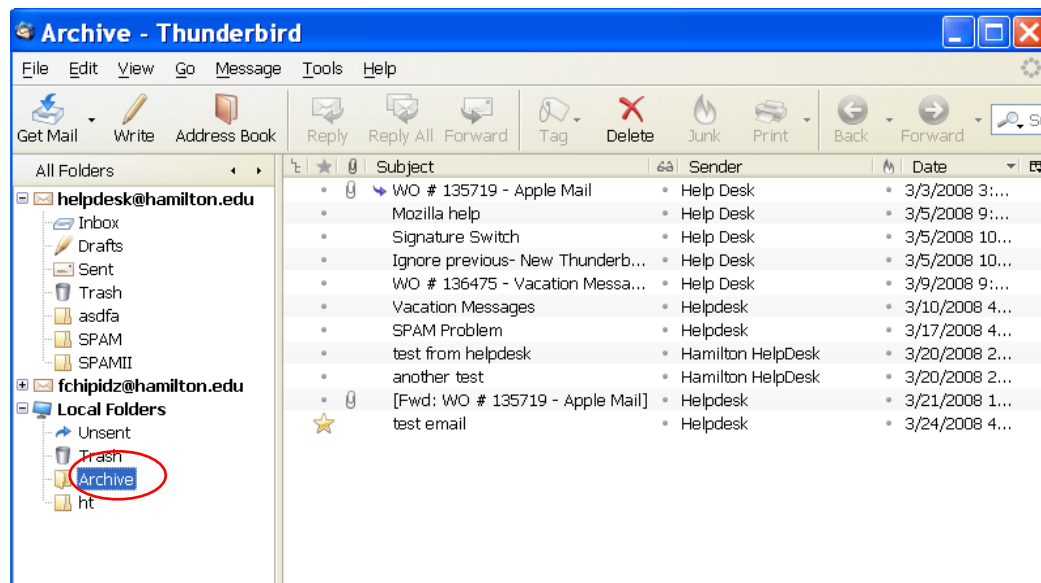 Archive - Thunderbird
File Edit View Go Message Tools Help
Get Mail Write Address Book Reply Reply All Forward Tag Delete Junk Print Back Forward
All Folders Subject Sender Date
helpdesk@hamilton.edu
Inbox
Drafts
Sent
Trash
asdfa
SPAM
SPAMII
fchipidz@hamilton.edu
Local Folders
Unsent
Trash
Archive
ht
WO # 135719 - Apple Mail Help Desk 3/3/2008 3:...
Mozilla help Help Desk 3/5/2008 9:...
Signature Switch Help Desk 3/5/2008 10...
Ignore previous- New Thunderb... Help Desk 3/5/2008 10...
WO # 136475 - Vacation Messa... Help Desk 3/9/2008 9:...
Vacation Messages Helpdesk 3/10/2008 4...
SPAM Problem Helpdesk 3/17/2008 4...
test from helpdesk Hamilton HelpDesk 3/20/2008 2...
another test Hamilton HelpDesk 3/20/2008 2...
[Fwd: WO # 135719 - Apple Mail] Helpdesk 3/21/2008 1...
test email Helpdesk 3/24/2008 4...